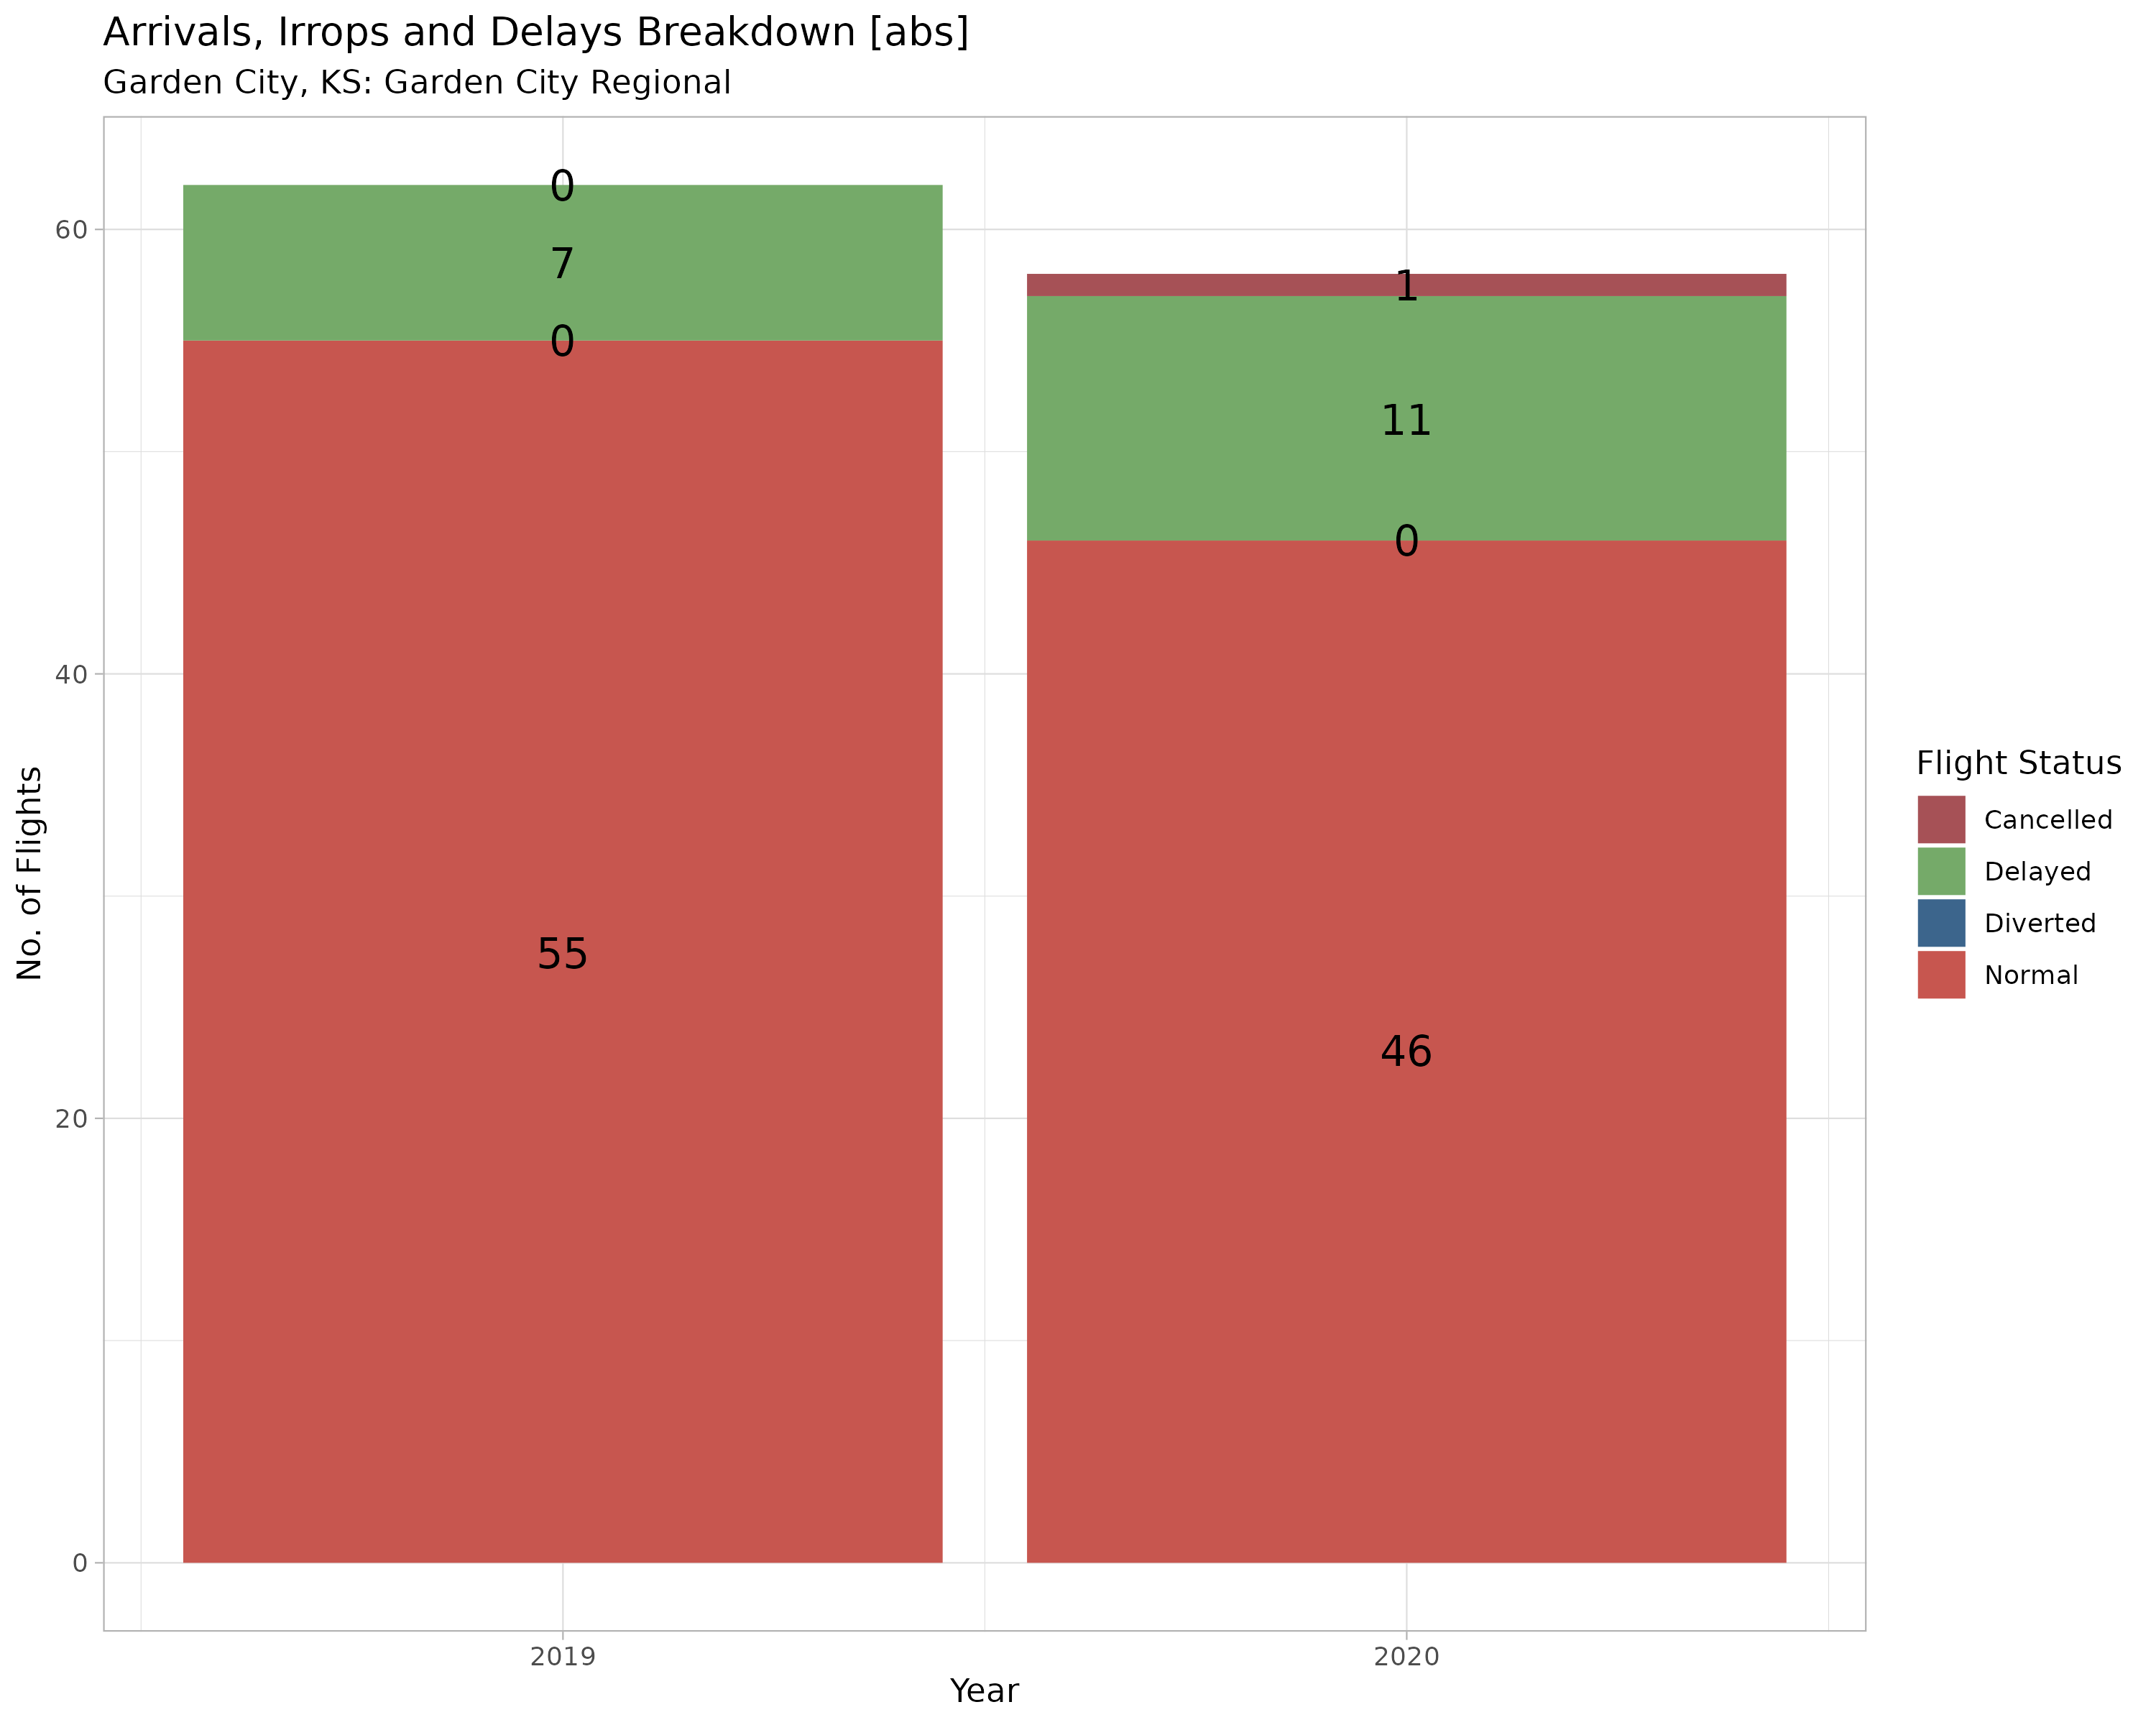 Arrivals, Irrops and Delays Breakdown [abs]
Garden City, KS: Garden City Regional
No. of Flights
60
40
20
0
0
7
0
55
1
11
0
46
2019
2020
Year
Flight Status
Cancelled
Delayed
Diverted
Normal